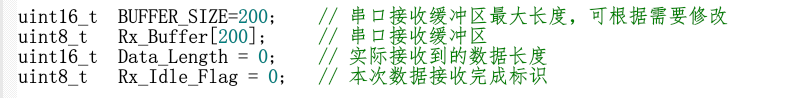 uint16_t  BUFFER_SIZE=200;    // 串口接收缓冲区最大长度，可根据需要修改
uint8_t   Rx_Buffer[200];     // 串口接收缓冲区
uint16_t  Data_Length = 0;    // 实际接收到的数据长度
uint8_t   Rx_Idle_Flag = 0;   // 本次数据接收完成标识